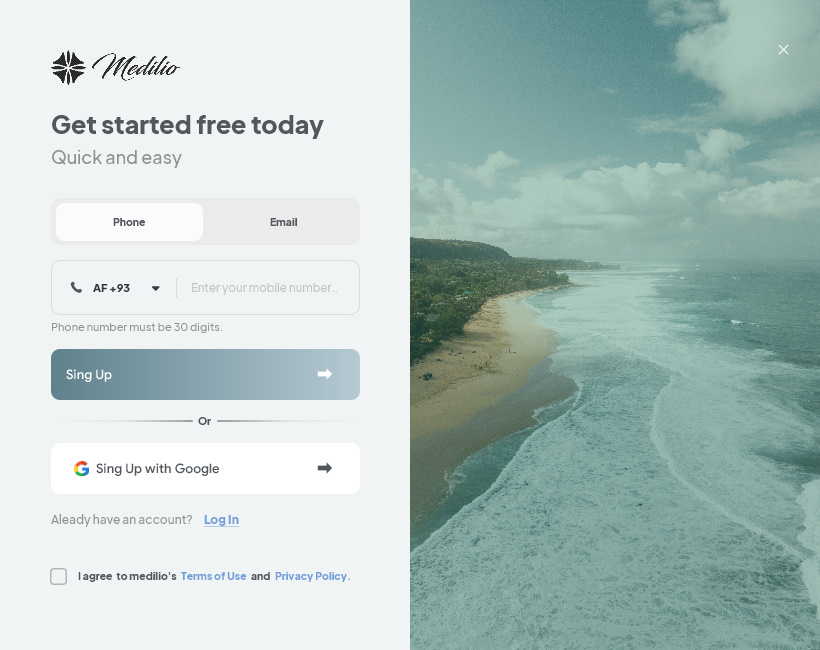 Medilio
Get started free today
Quick and easy
Phone Email
AF +93 Enter your mobile number..
Phone number must be 30 digits.
Sing Up
Or
Sing Up with Google
Aleady have an account? Log In
I agree to medilio's Terms of Use and Privacy Policy.